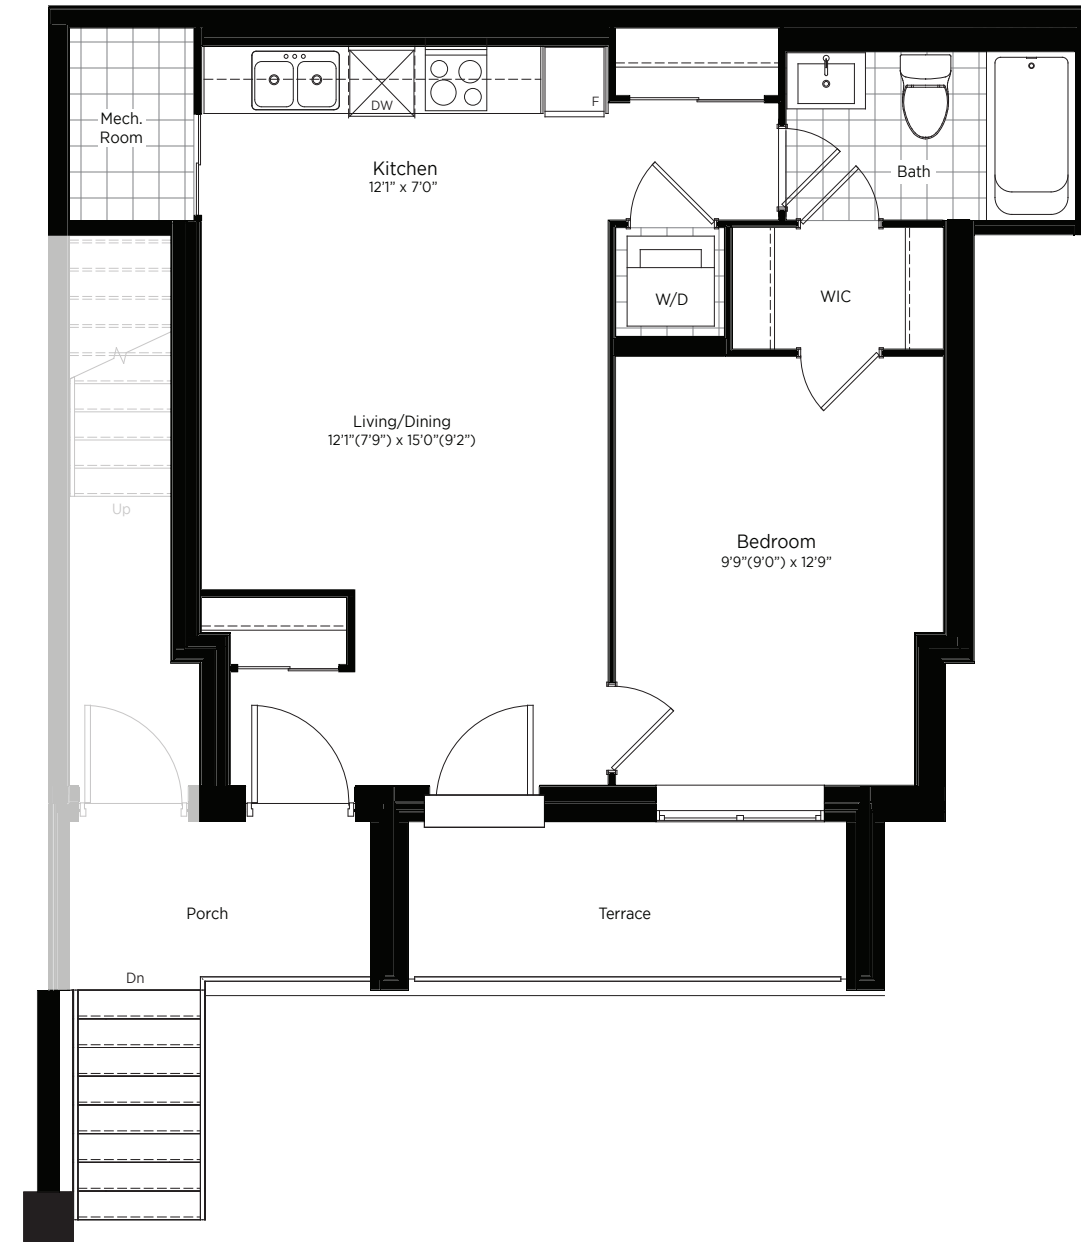 Mech.
Room
DW
F
Kitchen
12'1" x 7'0"
Bath
W/D
WIC
Living/Dining
12'1"(7'9") x 15'0"(9'2")
Up
Bedroom
9'9"(9'0") x 12'9"
Porch
Terrace
Dn